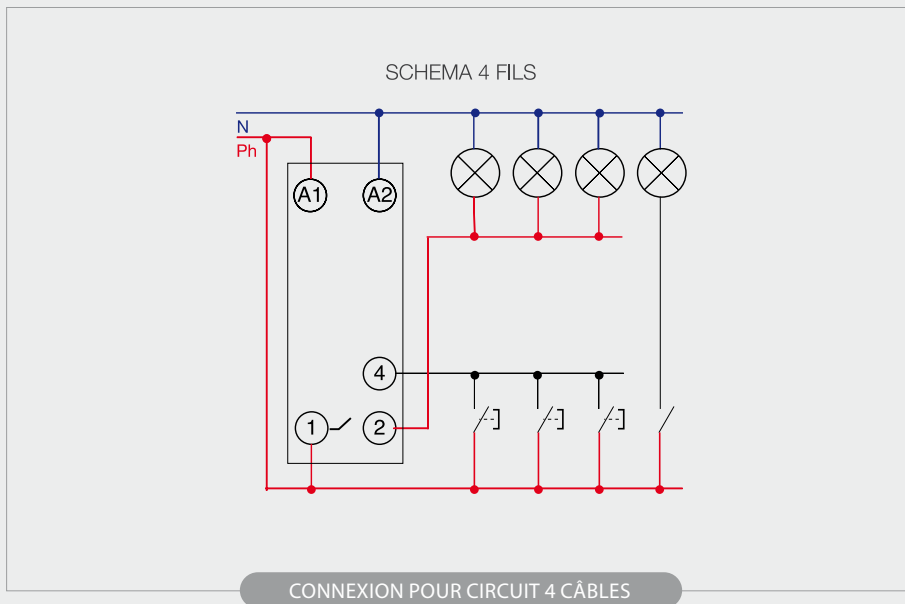 SCHEMA 4 FILS
N
Ph
A1 A2
4
1 2
CONNEXION POUR CIRCUIT 4 CÂBLES